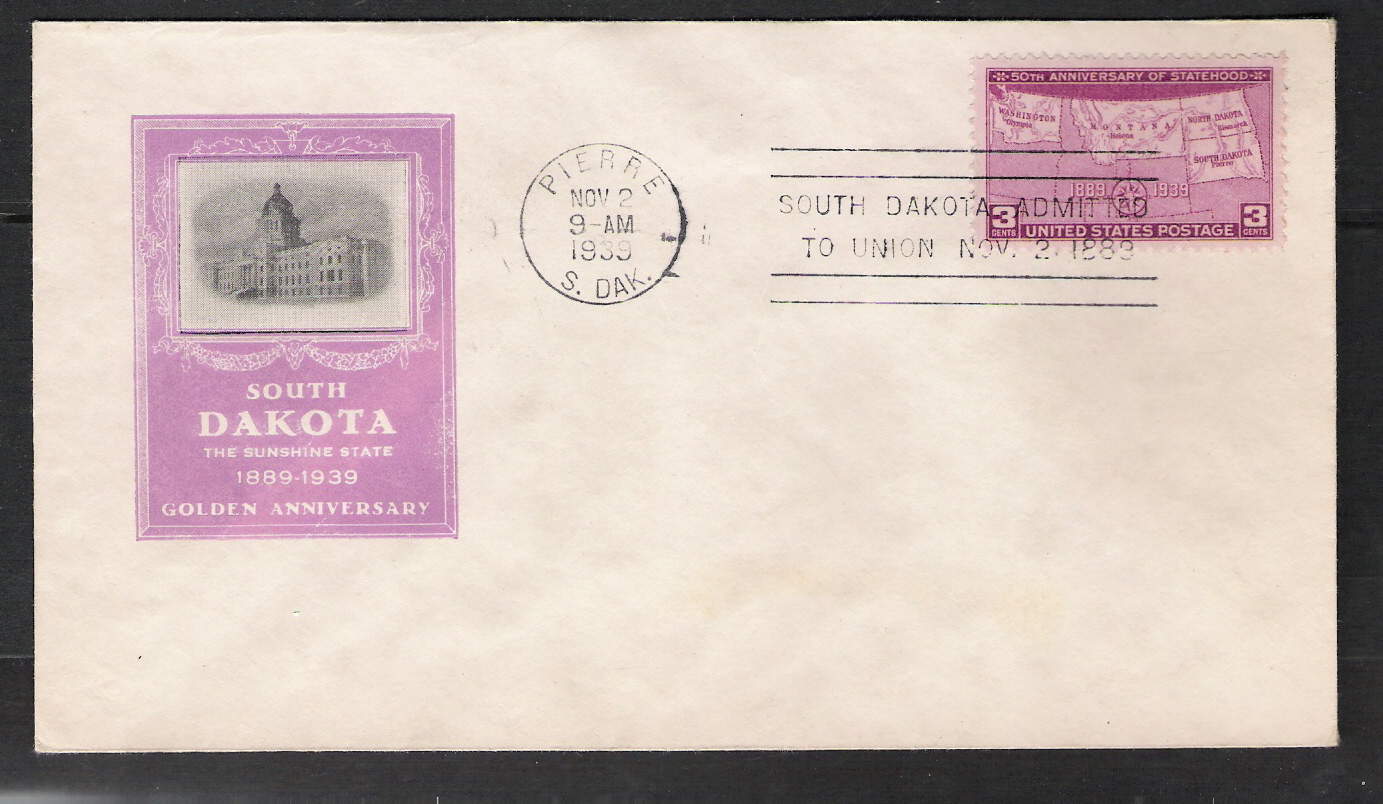 SOUTH
DAKOTA
THE SUNSHINE STATE
1889-1939
GOLDEN ANNIVERSARY
PIERRE
NOV 2
9-AM
1939
S. DAK.
SOUTH DAKOTA ADMITTED
TO UNION NOV. 2, 1889
50TH ANNIVERSARY OF STATEHOOD
WASHINGTON
Olympia
MONTANA
Helena
NORTH DAKOTA
Bismarck
SOUTH DAKOTA
Pierre
1889 1939
3 CENTS UNITED STATES POSTAGE 3 CENTS